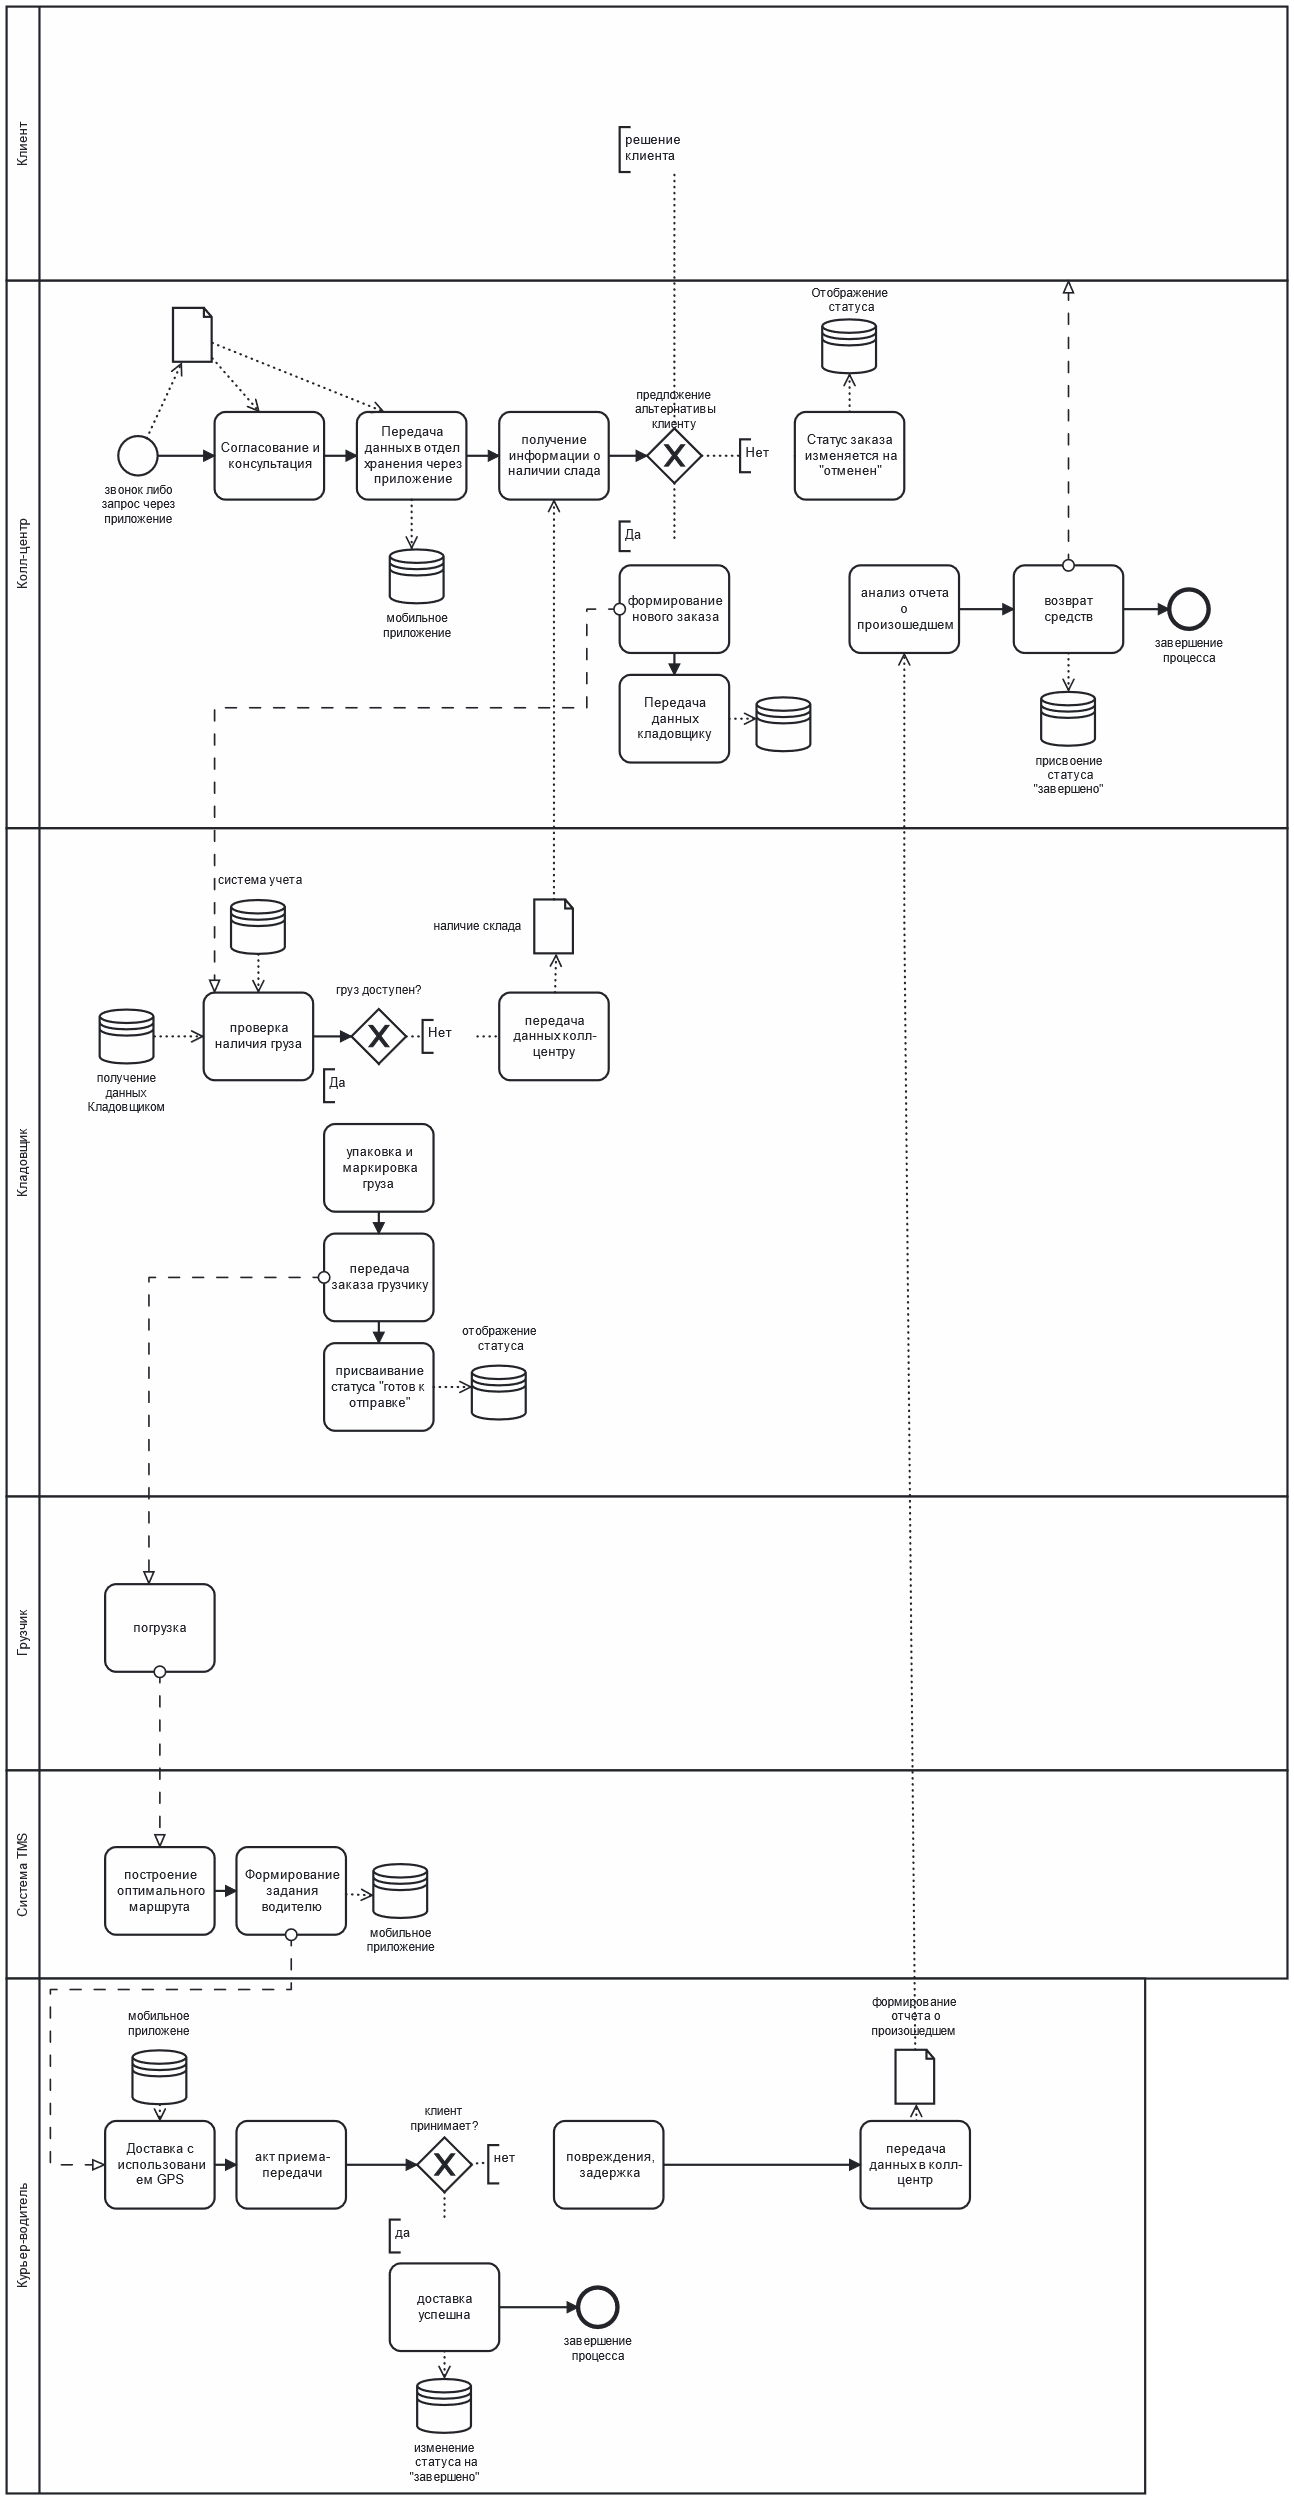 Клиент
решение
клиента
Колл-центр
Отображение
статуса
предложение
альтернативы
клиенту
звонок либо
запрос через
приложение
Согласование и
консультация
Передача
данных в отдел
хранения через
приложение
получение
информации о
наличии слада
Нет
Статус заказа
изменяется на
"отменен"
мобильное
приложение
Да
формирование
нового заказа
Передача
данных
кладовщику
анализ отчета
о
произошедшем
возврат
средств
завершение
процесса
присвоение
статуса
"завершено"
Кладовщик
система учета
наличие склада
получение
данных
Кладовщиком
проверка
наличия груза
груз доступен?
Нет
передача
данных колл-
центру
Да
упаковка и
маркировка
груза
передача
заказа грузчику
присваивание
статуса "готов к
отправке"
отображение
статуса
Грузчик
погрузка
Система TMS
построение
оптимального
маршрута
Формирование
задания
водителю
мобильное
приложение
Курьер-водитель
мобильное
приложене
Доставка с
использовани
ем GPS
акт приема-
передачи
клиент
принимает?
нет
повреждения,
задержка
формирование
отчета о
произошедшем
передача
данных в колл-
центр
да
доставка
успешна
завершение
процесса
изменение
статуса на
"завершено"